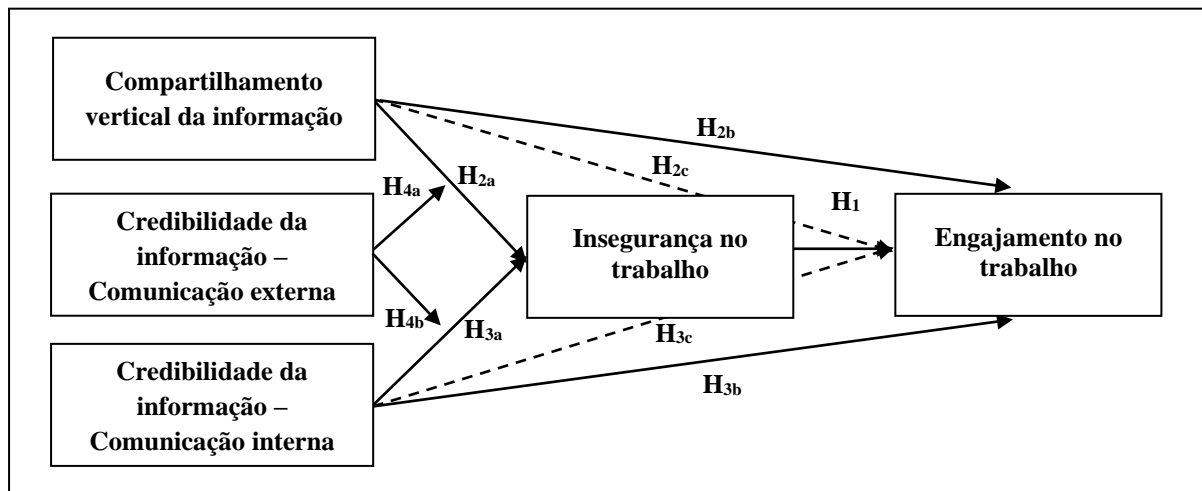 Compartilhamento
vertical da informação
H2b
H2c
H2a
H4a
H1
Credibilidade da
informação –
Comunicação externa
Insegurança no
trabalho
Engajamento no
trabalho
H4b
H3a
H3c
H3b
Credibilidade da
informação –
Comunicação interna